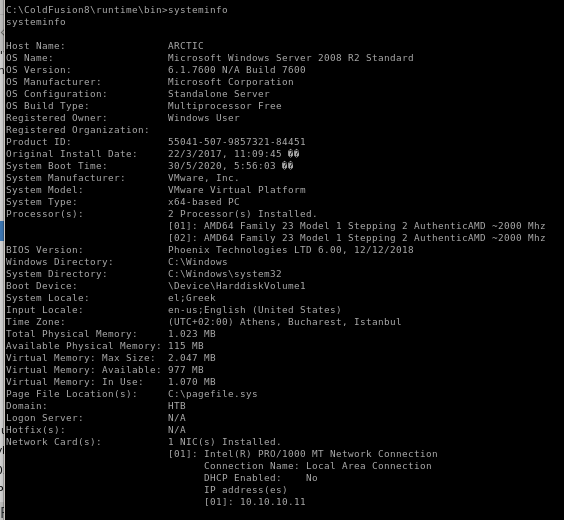 C:\ColdFusion8\runtime\bin>systeminfo
systeminfo
Host Name: ARCTIC
OS Name: Microsoft Windows Server 2008 R2 Standard
OS Version: 6.1.7600 N/A Build 7600
OS Manufacturer: Microsoft Corporation
OS Configuration: Standalone Server
OS Build Type: Multiprocessor Free
Registered Owner: Windows User
Registered Organization:
Product ID: 55041-507-9857321-84451
Original Install Date: 22/3/2017, 11:09:45 ��
System Boot Time: 30/5/2020, 5:56:03 ��
System Manufacturer: VMware, Inc.
System Model: VMware Virtual Platform
System Type: x64-based PC
Processor(s): 2 Processor(s) Installed.
[01]: AMD64 Family 23 Model 1 Stepping 2 AuthenticAMD ~2000 Mhz
[02]: AMD64 Family 23 Model 1 Stepping 2 AuthenticAMD ~2000 Mhz
BIOS Version: Phoenix Technologies LTD 6.00, 12/12/2018
Windows Directory: C:\Windows
System Directory: C:\Windows\system32
Boot Device: \Device\HarddiskVolume1
System Locale: el;Greek
Input Locale: en-us;English (United States)
Time Zone: (UTC+02:00) Athens, Bucharest, Istanbul
Total Physical Memory: 1.023 MB
Available Physical Memory: 115 MB
Virtual Memory: Max Size: 2.047 MB
Virtual Memory: Available: 977 MB
Virtual Memory: In Use: 1.070 MB
Page File Location(s): C:\pagefile.sys
Domain: HTB
Logon Server: N/A
Hotfix(s): N/A
Network Card(s): 1 NIC(s) Installed.
[01]: Intel(R) PRO/1000 MT Network Connection
Connection Name: Local Area Connection
DHCP Enabled: No
IP address(es)
[01]: 10.10.10.11